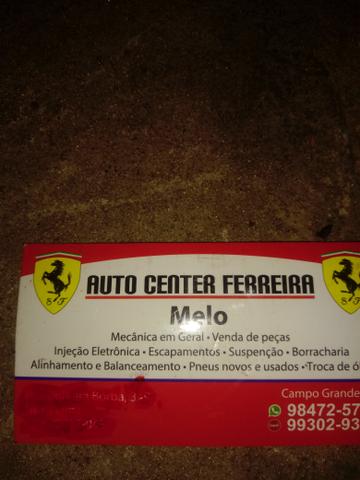 AUTO CENTER FERREIRA
Melo
Mecânica em Geral • Venda de peças
Injeção Eletrônica • Escapamentos • Suspenção • Borracharia
Alinhamento e Balanceamento • Pneus novos e usados • Troca de ó
Borba, Campo Grande
98472-57
99302-93
S F